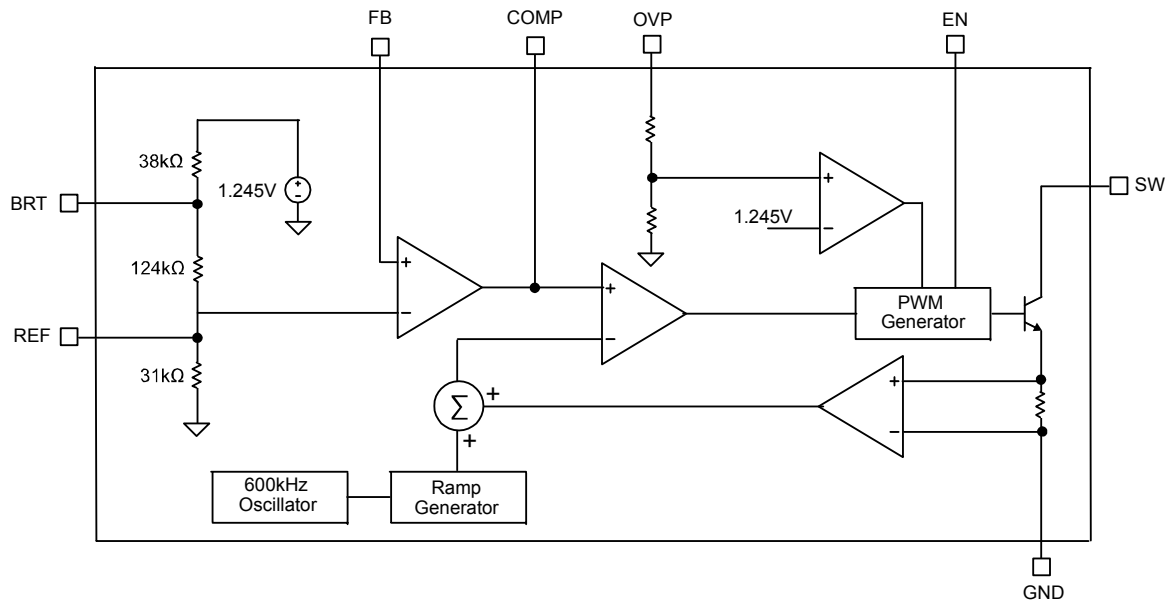 FB
COMP
OVP
EN
38kΩ
1.245V
BRT
SW
1.245V
124kΩ
PWM
Generator
REF
31kΩ
Σ
600kHz
Oscillator
Ramp
Generator
GND
+
−
+
−
+
−
+
−
+
−
+
+